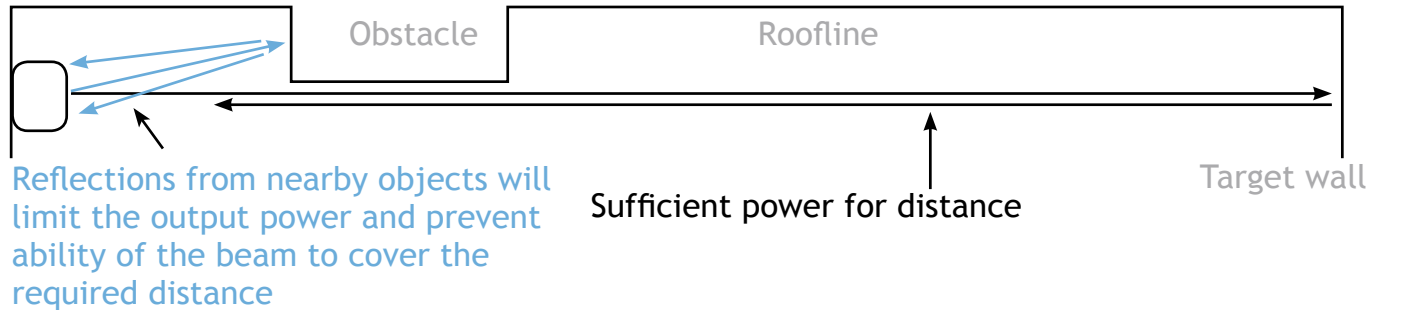 Obstacle
Roofline
Reflections from nearby objects will
limit the output power and prevent
ability of the beam to cover the
required distance
Sufficient power for distance
Target wall